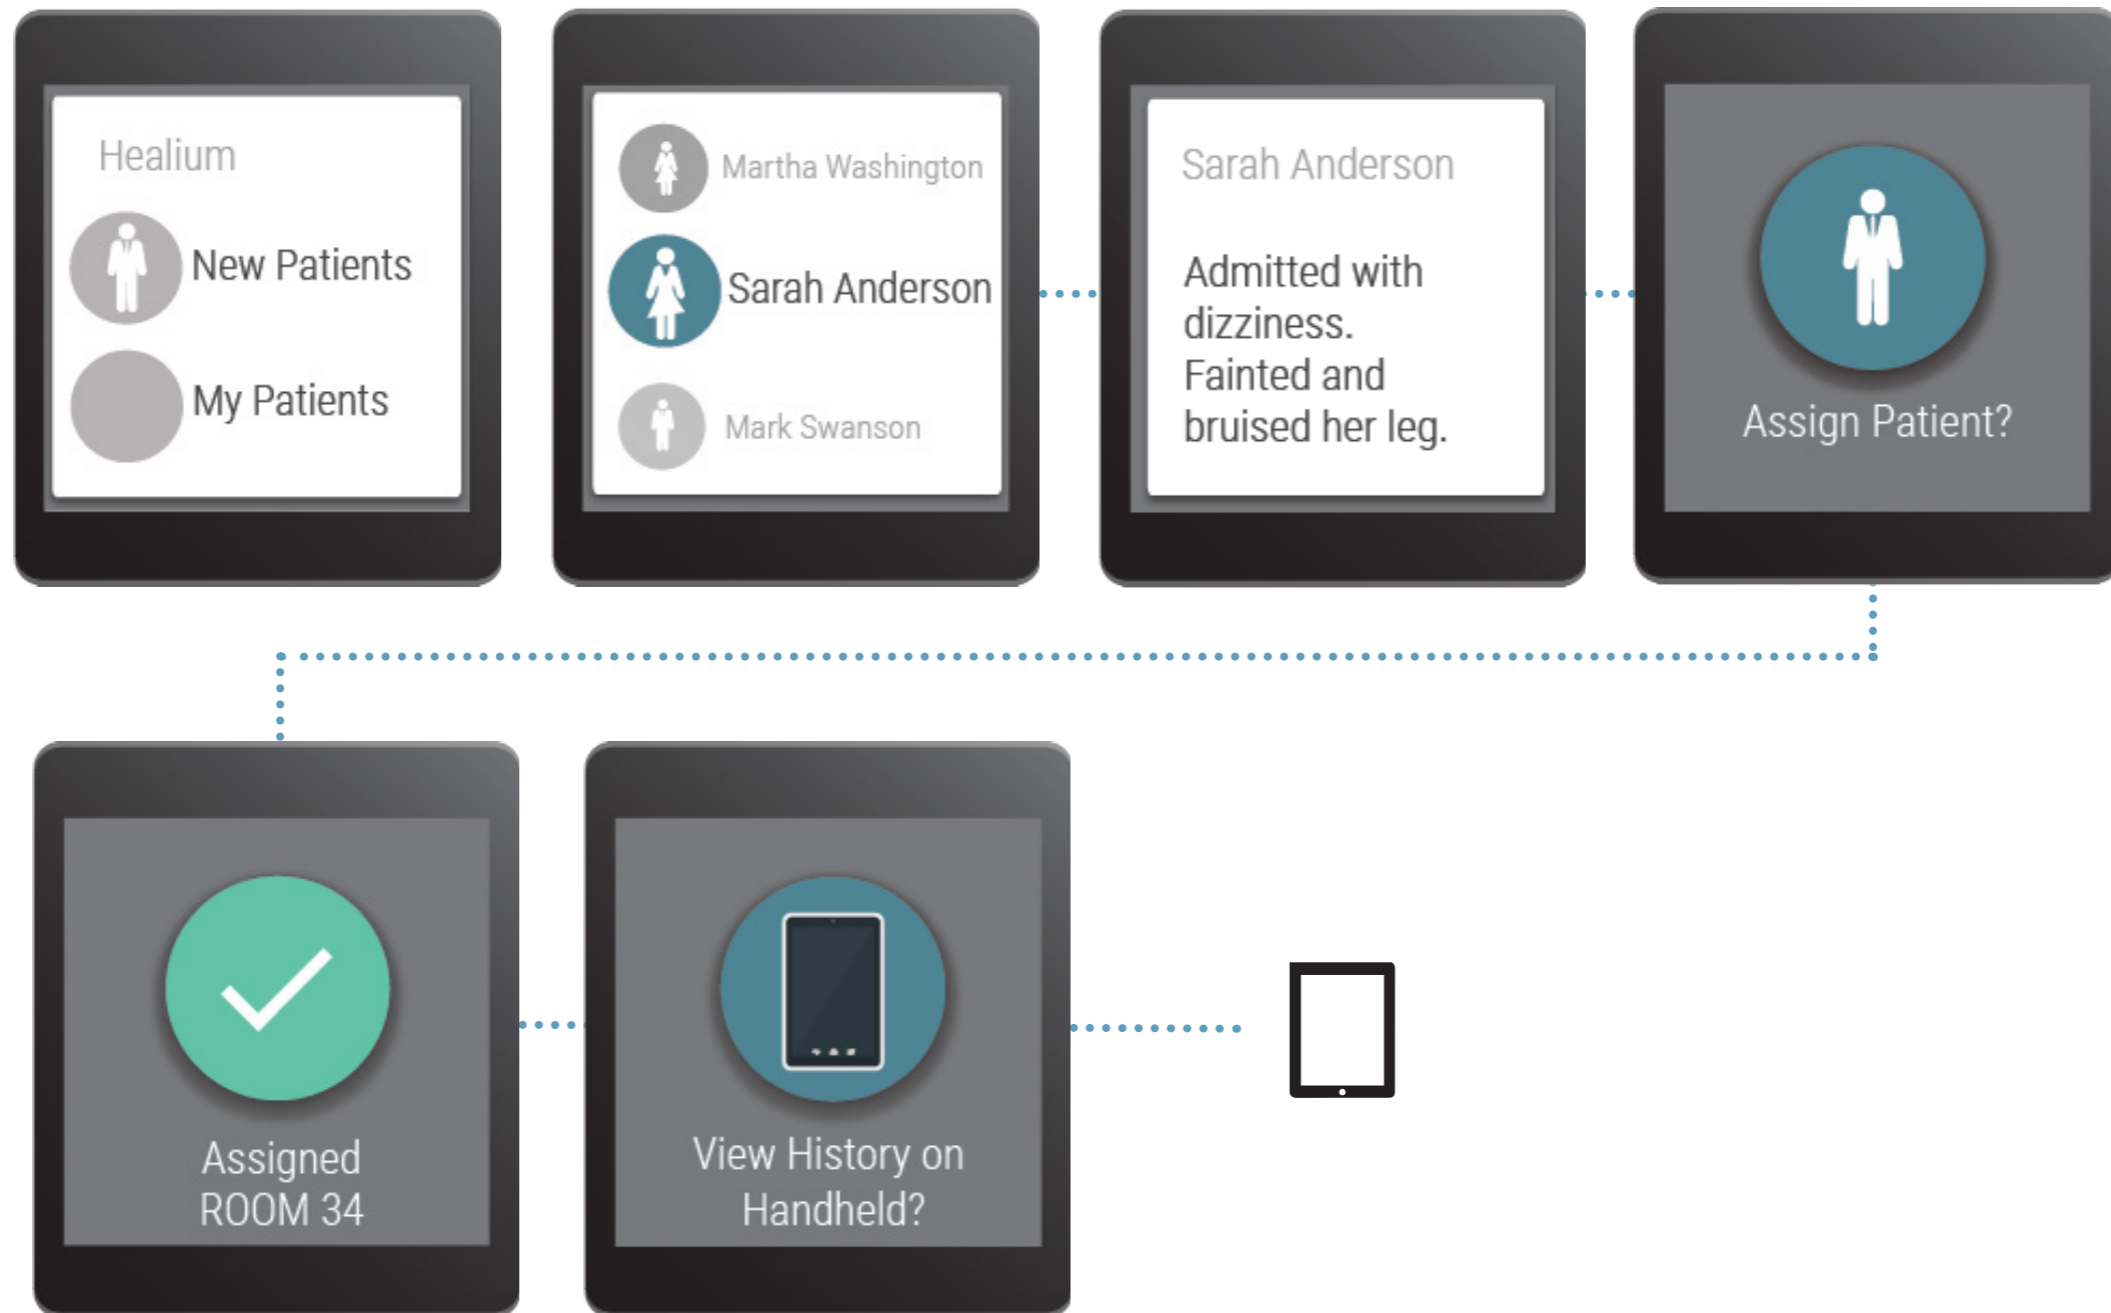 Healium
New Patients
My Patients
Martha Washington
Sarah Anderson
Mark Swanson
Sarah Anderson
Admitted with
dizziness.
Fainted and
bruised her leg.
Assign Patient?
Assigned
ROOM 34
View History on
Handheld?